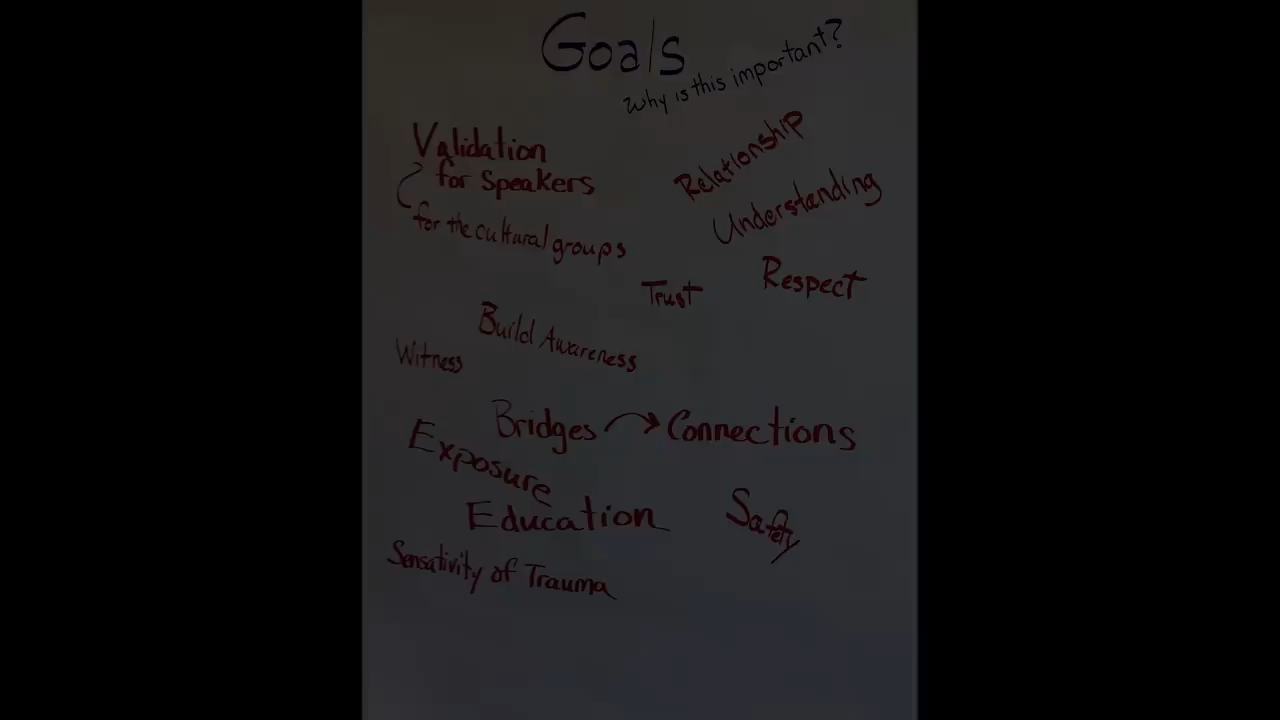 Goals
Why is this important?
Validation
for Speakers
for the cultural groups
Relationship
Understanding
Respect
Trust
Build Awareness
Witness
Bridges → Connections
Exposure
Education
Safety
Sensativity of Trauma